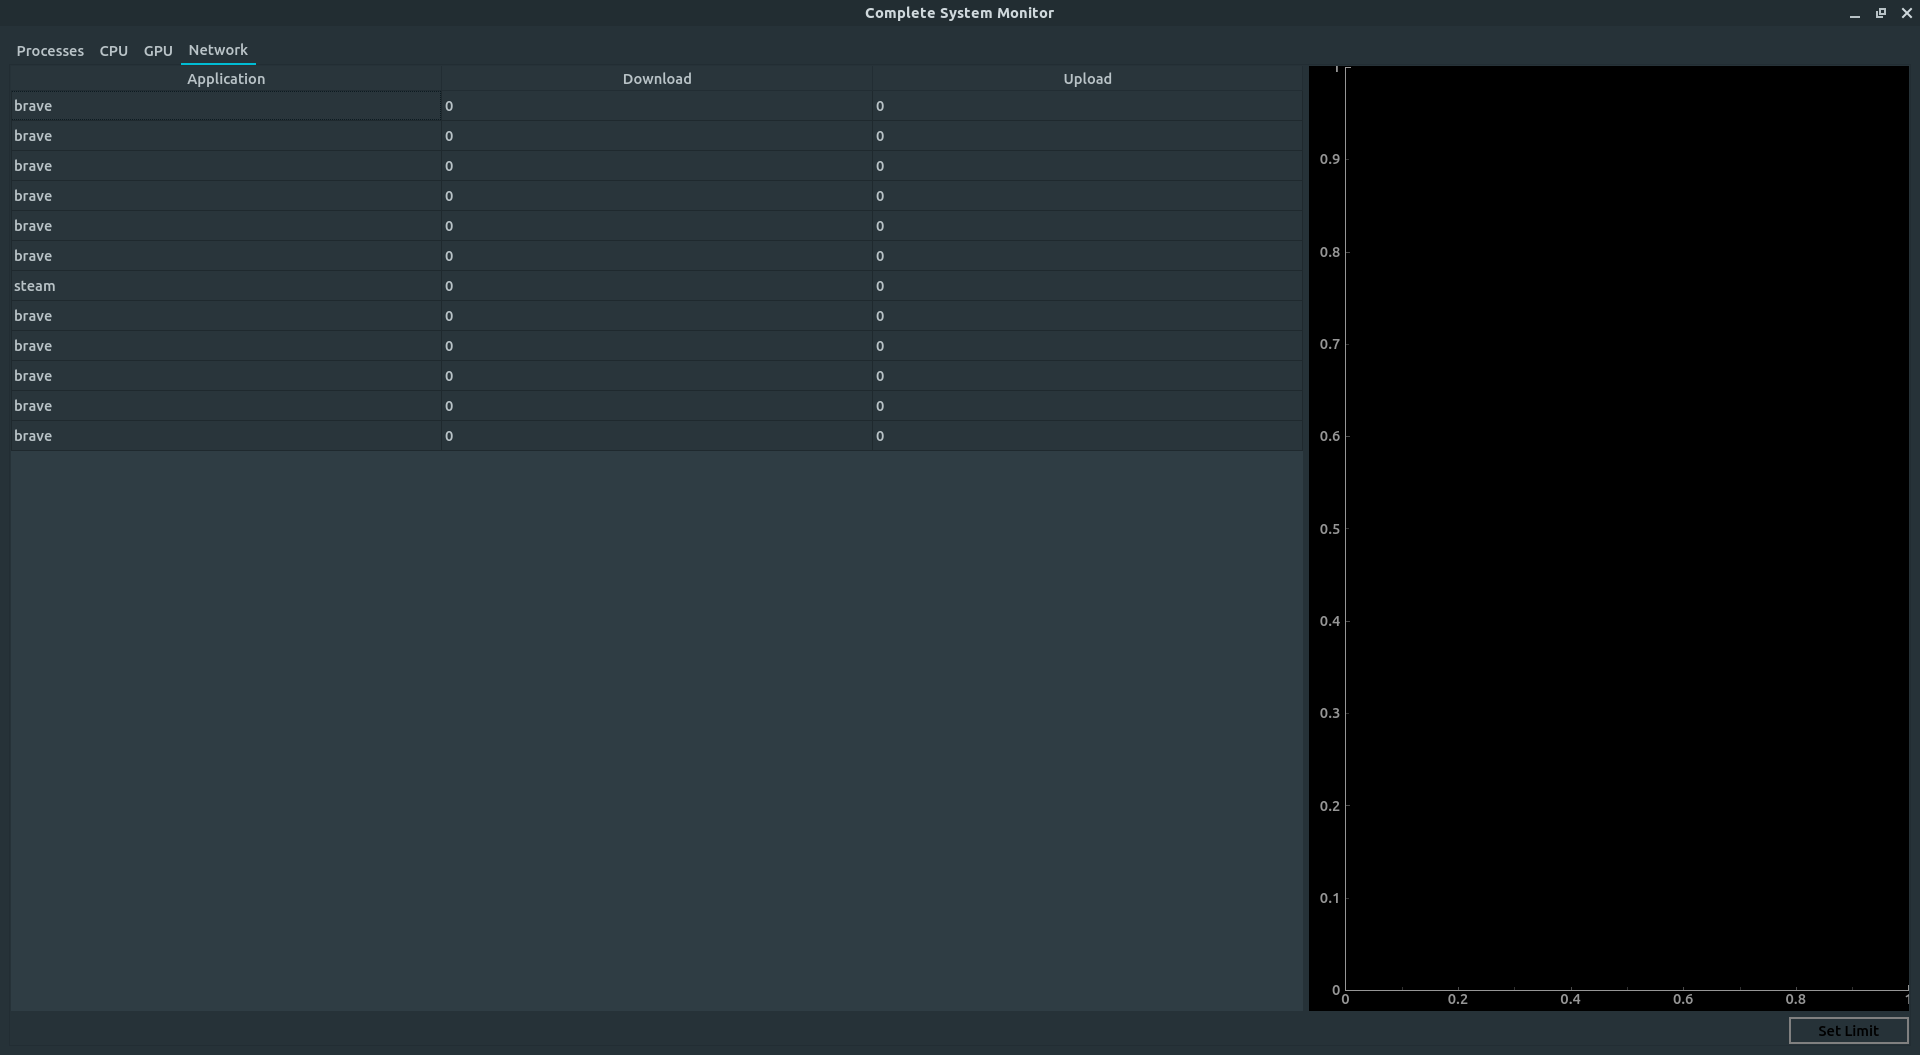 Complete System Monitor
Processes CPU GPU Network
Application Download Upload
brave 0 0
brave 0 0
brave 0 0
brave 0 0
brave 0 0
brave 0 0
steam 0 0
brave 0 0
brave 0 0
brave 0 0
brave 0 0
brave 0 0
1
0.9
0.8
0.7
0.6
0.5
0.4
0.3
0.2
0.1
0
0 0.2 0.4 0.6 0.8 1
Set Limit